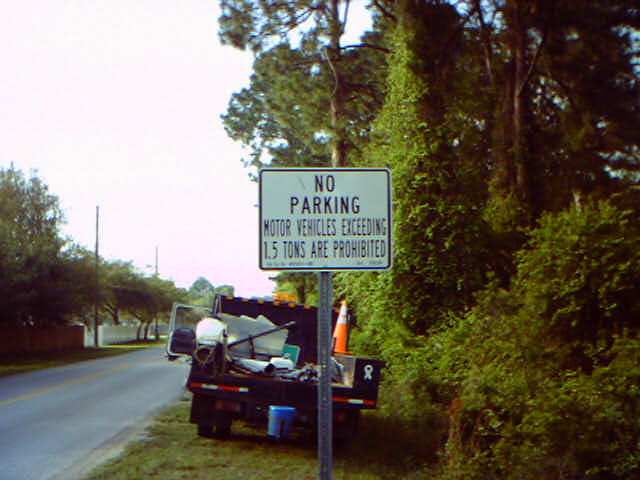 NO
PARKING
MOTOR VEHICLES EXCEEDING
1.5 TONS ARE PROHIBITED